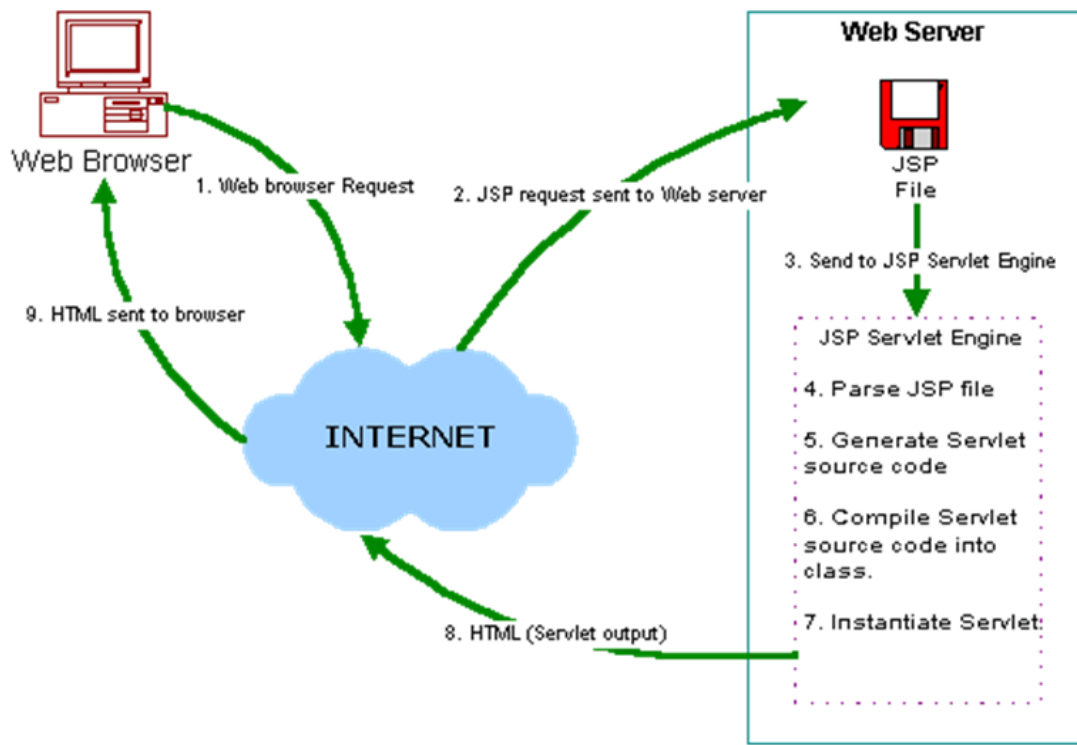 Web Server
Web Browser
JSP
File
1. Web browser Request
2. JSP request sent to Web server
3. Send to JSP Servlet Engine
9. HTML sent to browser
JSP Servlet Engine
4. Parse JSP file
INTERNET
5. Generate Servlet
source code
6. Compile Servlet
source code into
class.
7. Instantiate Servlet
8. HTML (Servlet output)